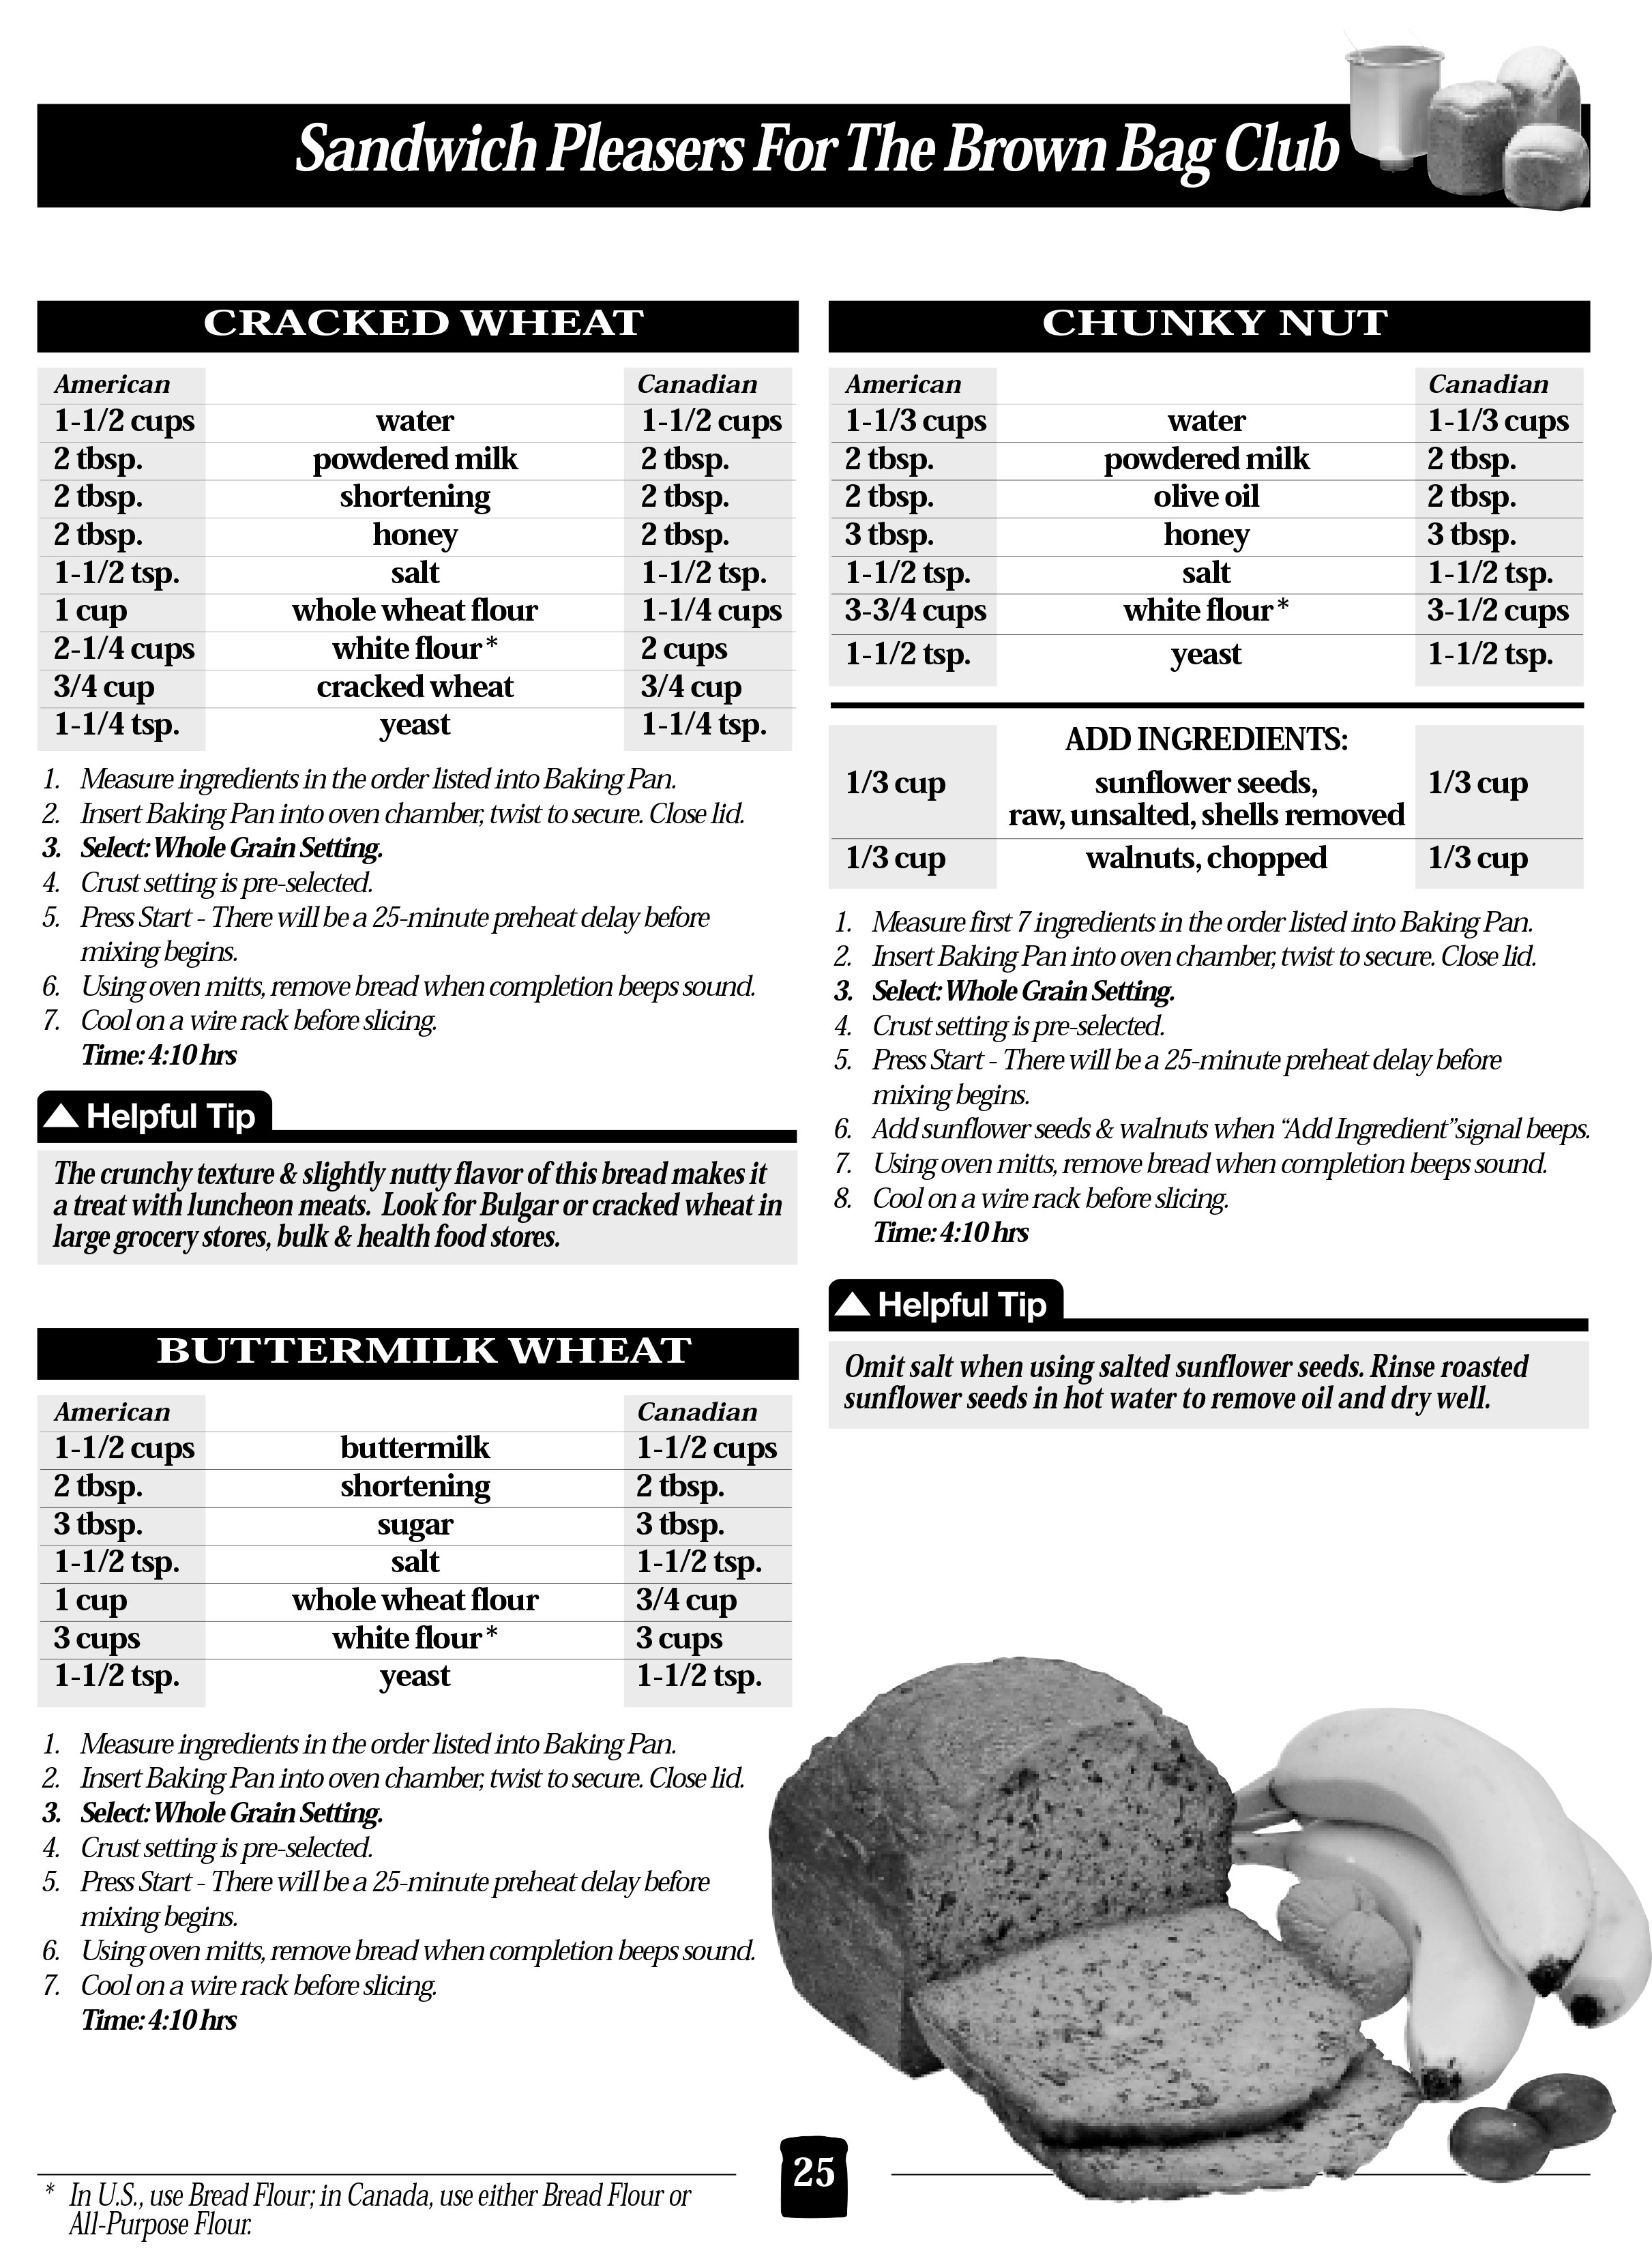 Sandwich Pleasers For The Brown Bag Club
CRACKED WHEAT
American Canadian
1-1/2 cups water 1-1/2 cups
2 tbsp. powdered milk 2 tbsp.
2 tbsp. shortening 2 tbsp.
2 tbsp. honey 2 tbsp.
1-1/2 tsp. salt 1-1/2 tsp.
1 cup whole wheat flour 1-1/4 cups
2-1/4 cups white flour* 2 cups
3/4 cup cracked wheat 3/4 cup
1-1/4 tsp. yeast 1-1/4 tsp.
1. Measure ingredients in the order listed into Baking Pan.
2. Insert Baking Pan into oven chamber, twist to secure. Close lid.
3. Select: Whole Grain Setting.
4. Crust setting is pre-selected.
5. Press Start - There will be a 25-minute preheat delay before
mixing begins.
6. Using oven mitts, remove bread when completion beeps sound.
7. Cool on a wire rack before slicing.
Time: 4:10 hrs
Helpful Tip
The crunchy texture & slightly nutty flavor of this bread makes it
a treat with luncheon meats. Look for Bulgar or cracked wheat in
large grocery stores, bulk & health food stores.
BUTTERMILK WHEAT
American Canadian
1-1/2 cups buttermilk 1-1/2 cups
2 tbsp. shortening 2 tbsp.
3 tbsp. sugar 3 tbsp.
1-1/2 tsp. salt 1-1/2 tsp.
1 cup whole wheat flour 3/4 cup
3 cups white flour* 3 cups
1-1/2 tsp. yeast 1-1/2 tsp.
1. Measure ingredients in the order listed into Baking Pan.
2. Insert Baking Pan into oven chamber, twist to secure. Close lid.
3. Select: Whole Grain Setting.
4. Crust setting is pre-selected.
5. Press Start - There will be a 25-minute preheat delay before
mixing begins.
6. Using oven mitts, remove bread when completion beeps sound.
7. Cool on a wire rack before slicing.
Time: 4:10 hrs
CHUNKY NUT
American Canadian
1-1/3 cups water 1-1/3 cups
2 tbsp. powdered milk 2 tbsp.
2 tbsp. olive oil 2 tbsp.
3 tbsp. honey 3 tbsp.
1-1/2 tsp. salt 1-1/2 tsp.
3-3/4 cups white flour* 3-1/2 cups
1-1/2 tsp. yeast 1-1/2 tsp.
ADD INGREDIENTS:
1/3 cup sunflower seeds, 1/3 cup
raw, unsalted, shells removed
1/3 cup walnuts, chopped 1/3 cup
1. Measure first 7 ingredients in the order listed into Baking Pan.
2. Insert Baking Pan into oven chamber, twist to secure. Close lid.
3. Select: Whole Grain Setting.
4. Crust setting is pre-selected.
5. Press Start - There will be a 25-minute preheat delay before
mixing begins.
6. Add sunflower seeds & walnuts when “Add Ingredient”signal beeps.
7. Using oven mitts, remove bread when completion beeps sound.
8. Cool on a wire rack before slicing.
Time: 4:10 hrs
Helpful Tip
Omit salt when using salted sunflower seeds. Rinse roasted
sunflower seeds in hot water to remove oil and dry well.
* In U.S., use Bread Flour; in Canada, use either Bread Flour or
All-Purpose Flour.
25